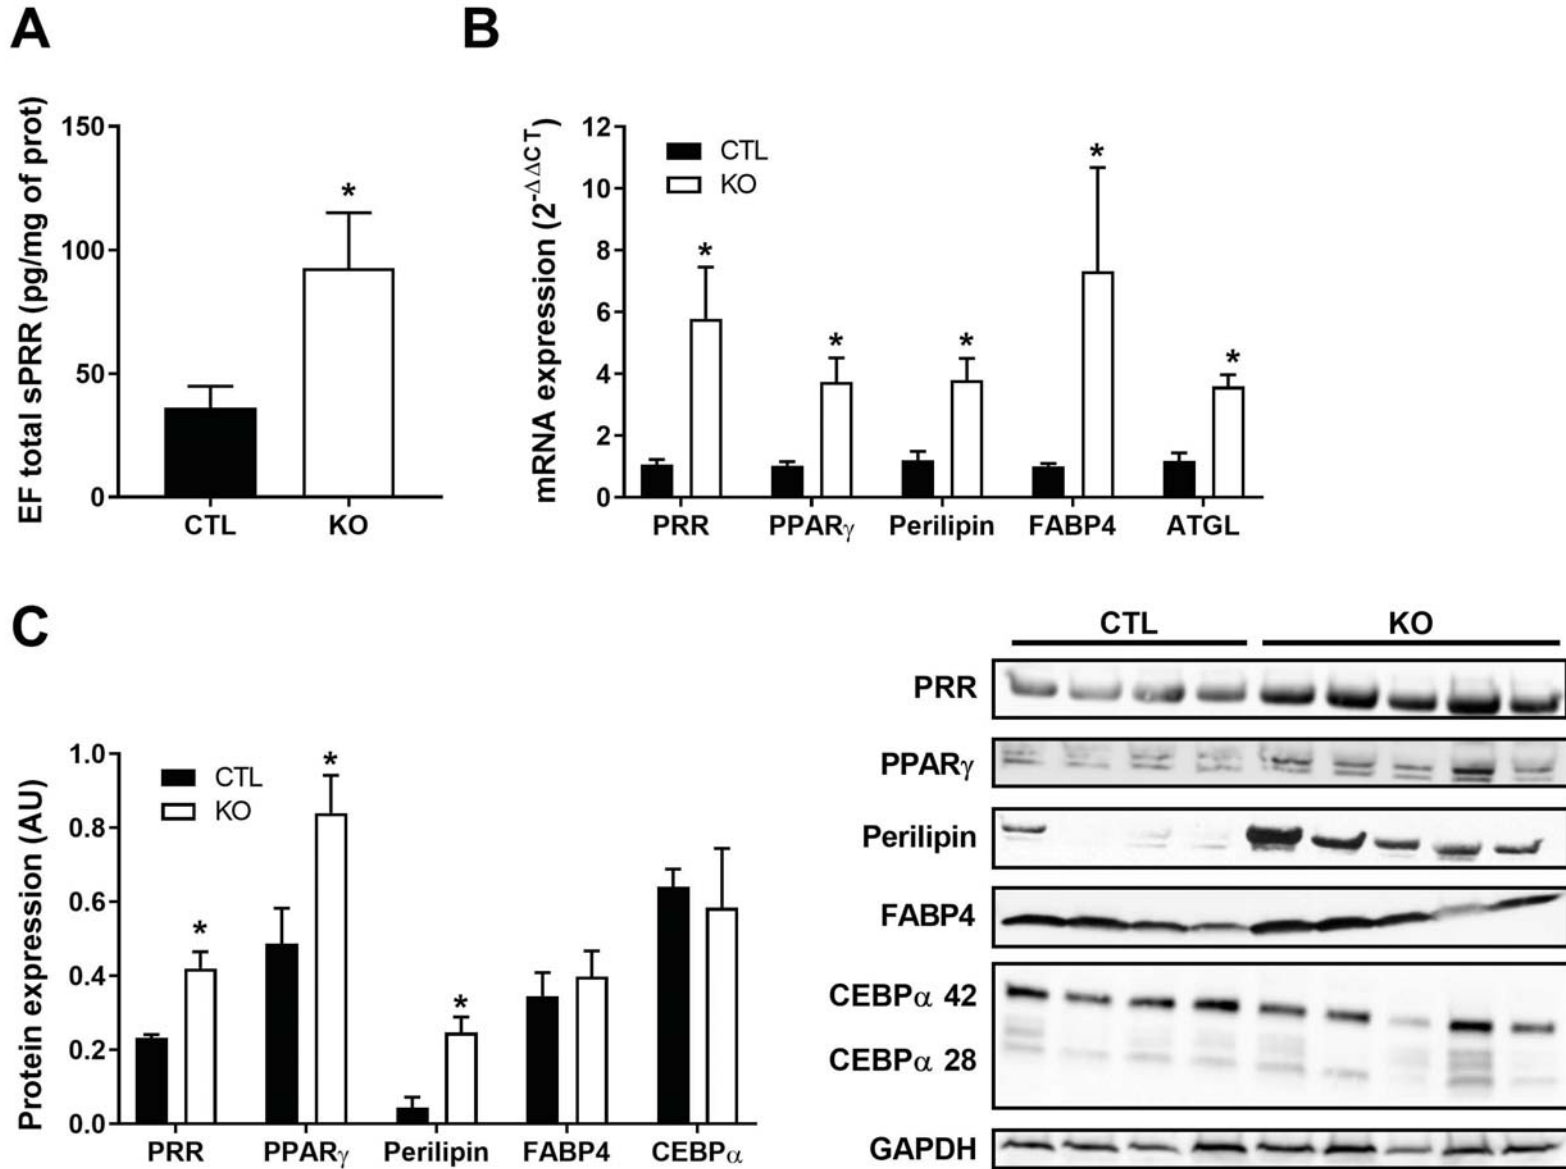 A
B
EF total sPRR (pg/mg of prot)
150
100
50
0
*
CTL
KO
mRNA expression (2^-ΔΔCT)
12
10
8
6
4
2
0
CTL
KO
*
*
*
*
*
PRR
PPARγ
Perilipin
FABP4
ATGL
C
Protein expression (AU)
1.0
0.8
0.6
0.4
0.2
0.0
CTL
KO
*
*
*
PRR
PPARγ
Perilipin
FABP4
CEBPα
CTL
KO
PRR
PPARγ
Perilipin
FABP4
CEBPα 42
CEBPα 28
GAPDH